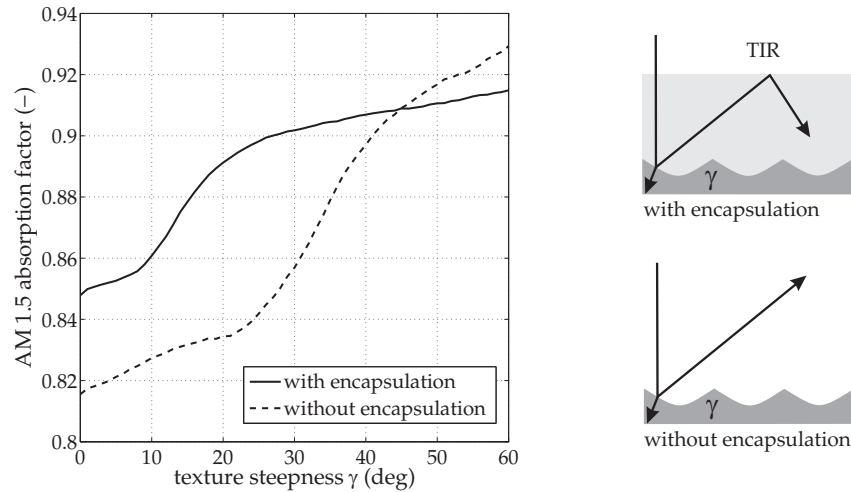 0.94
0.92
0.9
0.88
0.86
0.84
0.82
0.8
AM 1.5 absorption factor (−)
0 10 20 30 40 50 60
texture steepness γ (deg)
with encapsulation
without encapsulation
TIR
γ
with encapsulation
γ
without encapsulation